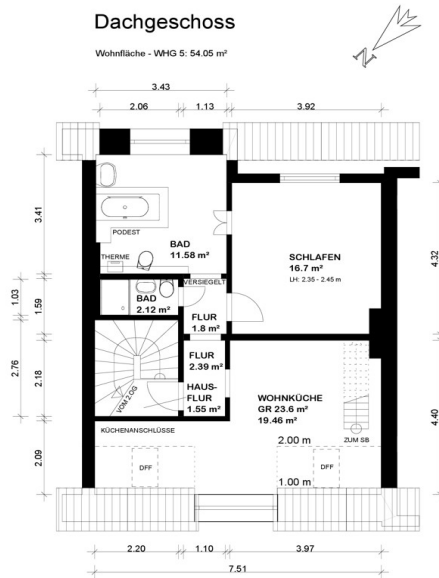 Dachgeschoss
Wohnfläche - WHG 5: 54.05 m²
N
3.43
2.06
1.13
3.92
3.41
1.03
1.59
2.76
2.18
2.09
4.32
4.40
PODEST
THERME
BAD
11.58 m²
VERSIEGELT
SCHLAFEN
16.7 m²
LH: 2.35 - 2.45 m
BAD
2.12 m²
FLUR
1.8 m²
FLUR
2.39 m²
HAUS-
FLUR
1.55 m²
VOM 2.OG
WOHNKÜCHE
GR 23.6 m²
19.46 m²
KÜCHENANSCHLÜSSE
2.00 m
ZUM SB
DFF
1.00 m
DFF
2.20
1.10
3.97
7.51